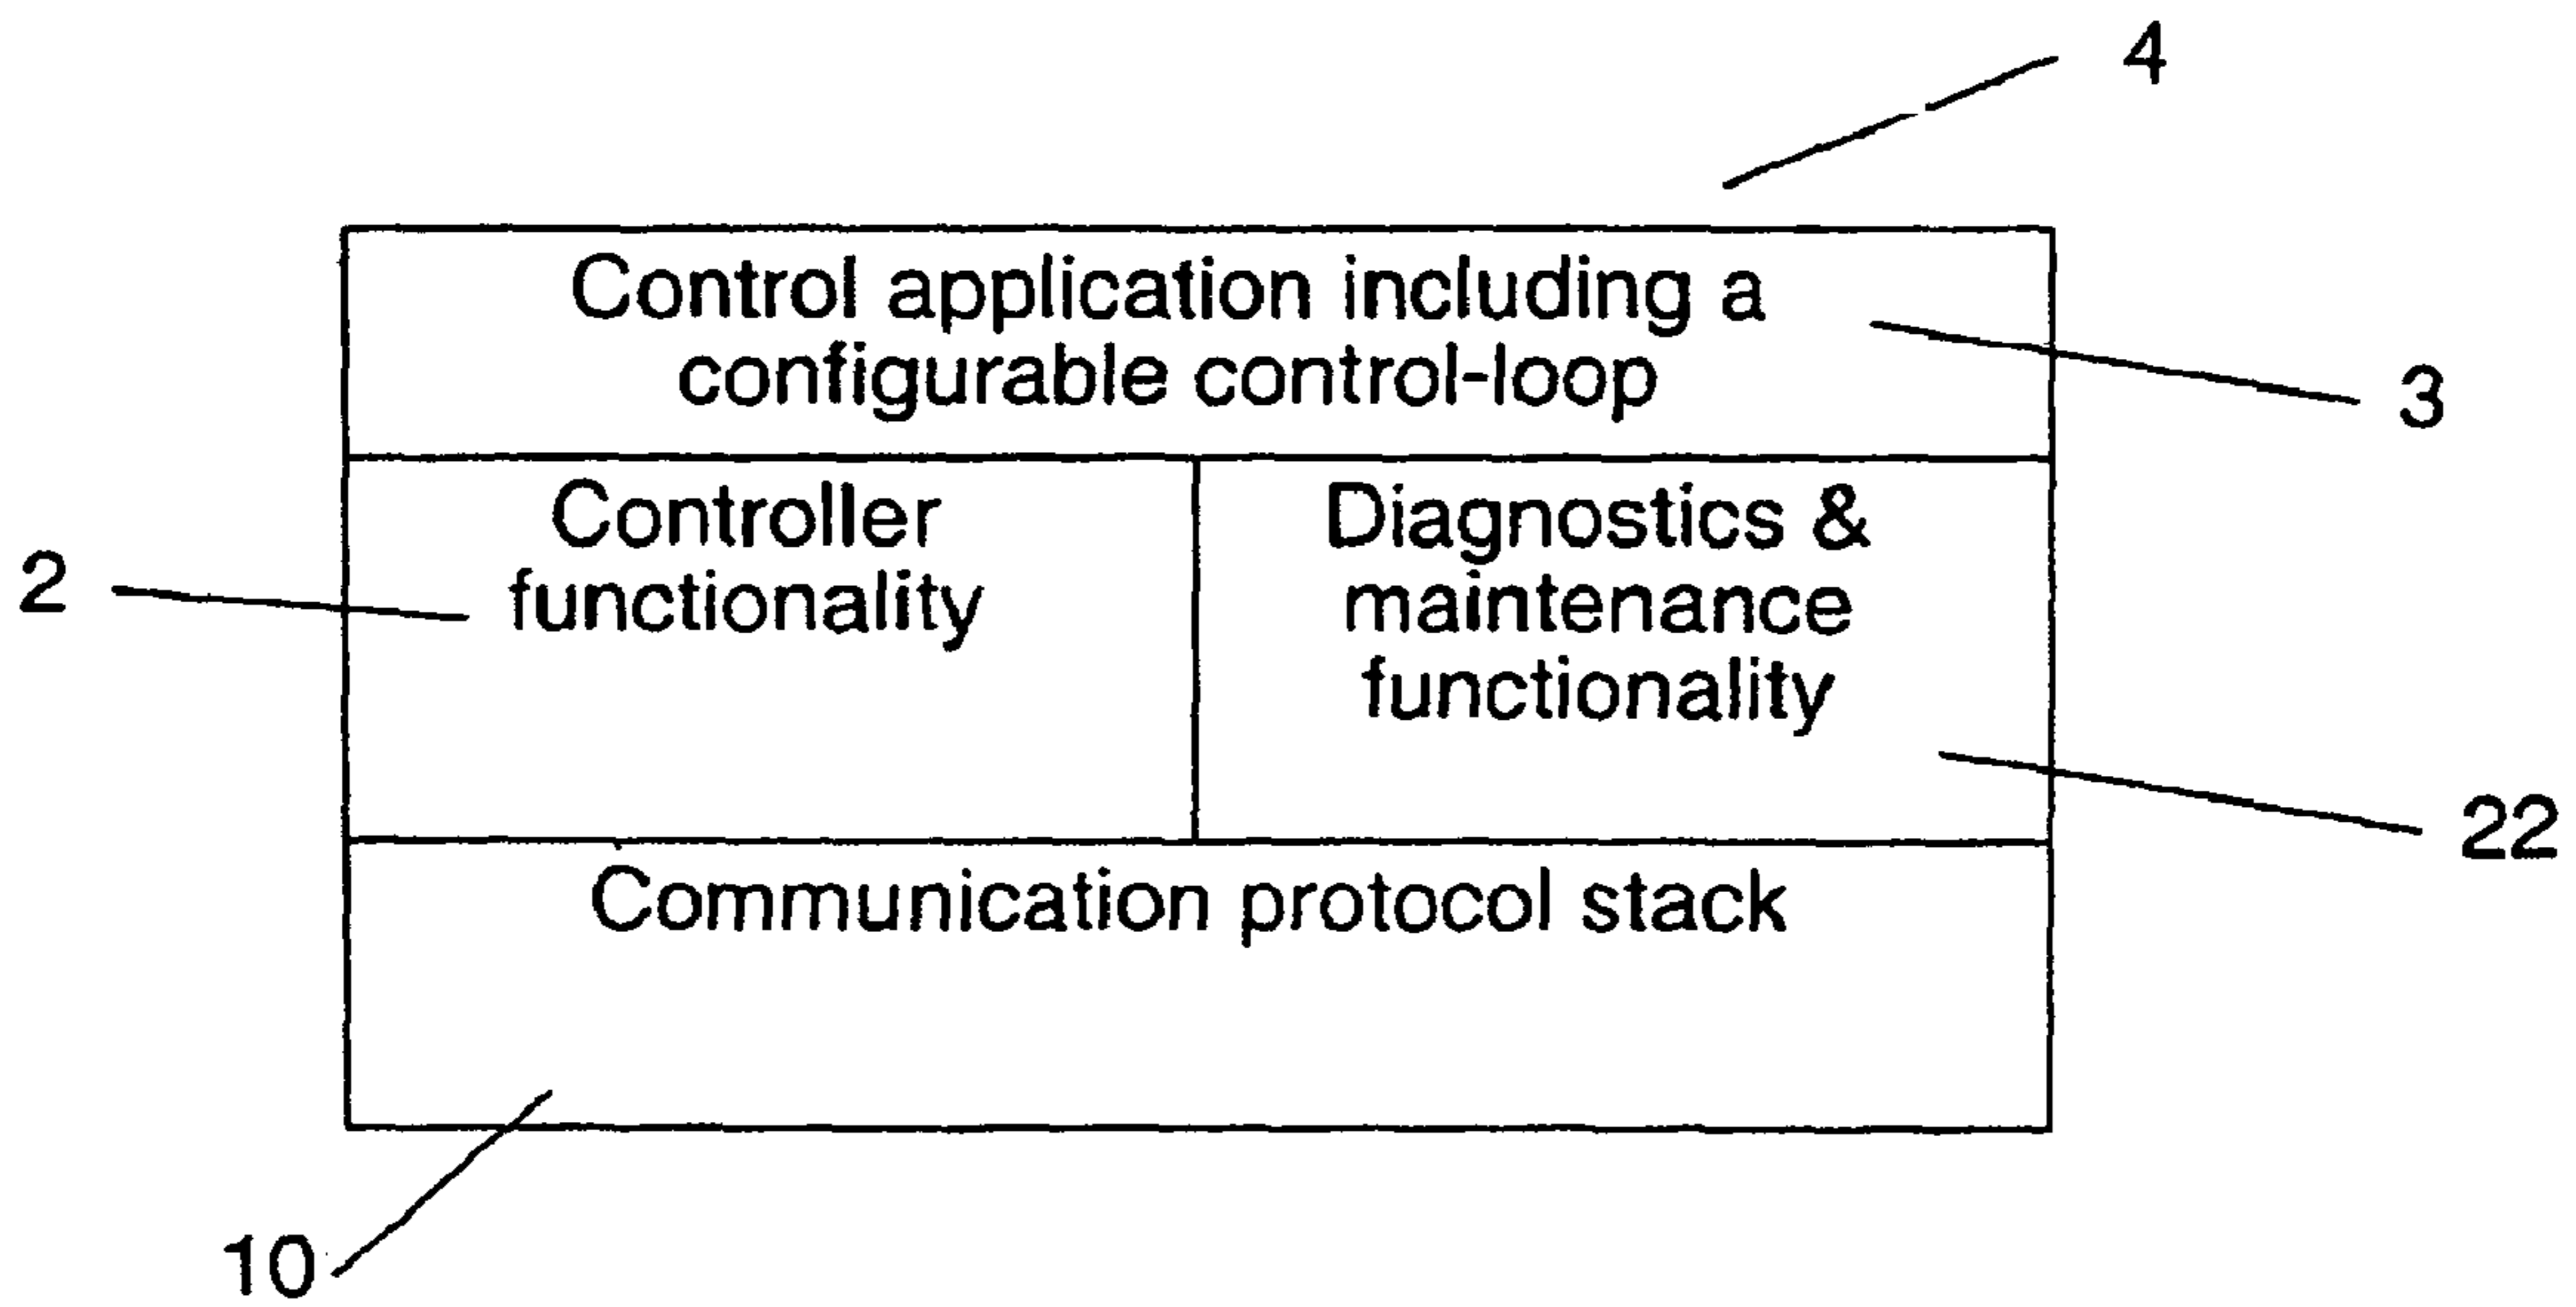 4
Control application including a
configurable control-loop
3
Controller
functionality
2
Diagnostics &
maintenance
functionality
22
Communication protocol stack
10